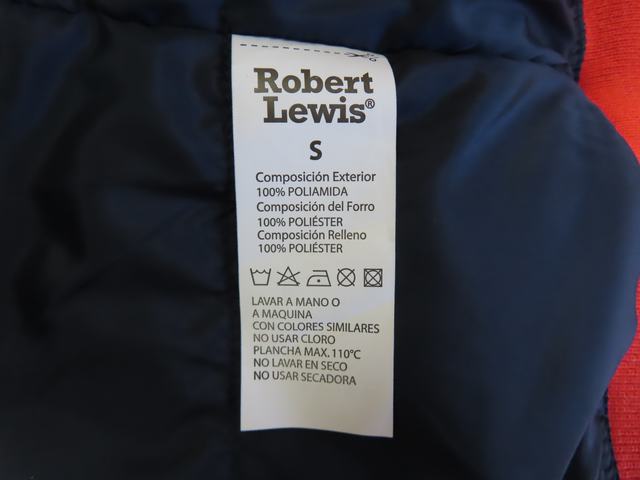 Robert
Lewis®
S
Composición Exterior
100% POLIAMIDA
Composición del Forro
100% POLIÉSTER
Composición Relleno
100% POLIÉSTER
LAVAR A MANO O
A MAQUINA
CON COLORES SIMILARES
NO USAR CLORO
PLANCHA MAX. 110°C
NO LAVAR EN SECO
NO USAR SECADORA